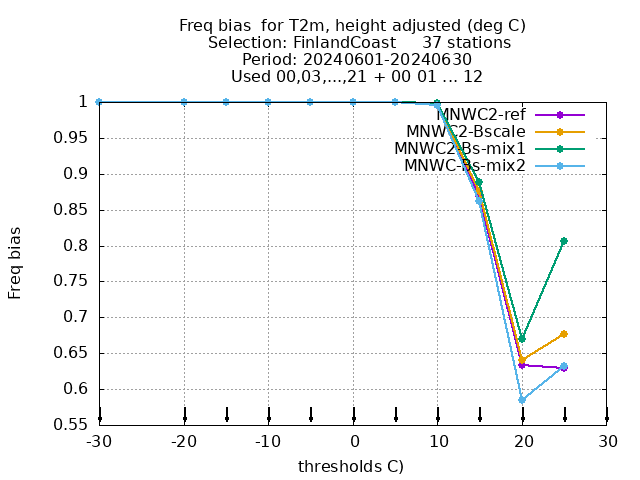 Freq bias  for T2m, height adjusted (deg C)
Selection: FinlandCoast     37 stations
Period: 20240601-20240630
Used 00,03,...,21 + 00 01 ... 12
MNWC2-ref
MNWC2-Bscale
MNWC2-Bs-mix1
MNWC-Bs-mix2
1
0.95
0.9
0.85
0.8
0.75
0.7
0.65
0.6
0.55
Freq bias
-30 -20 -10 0 10 20 30
thresholds C)